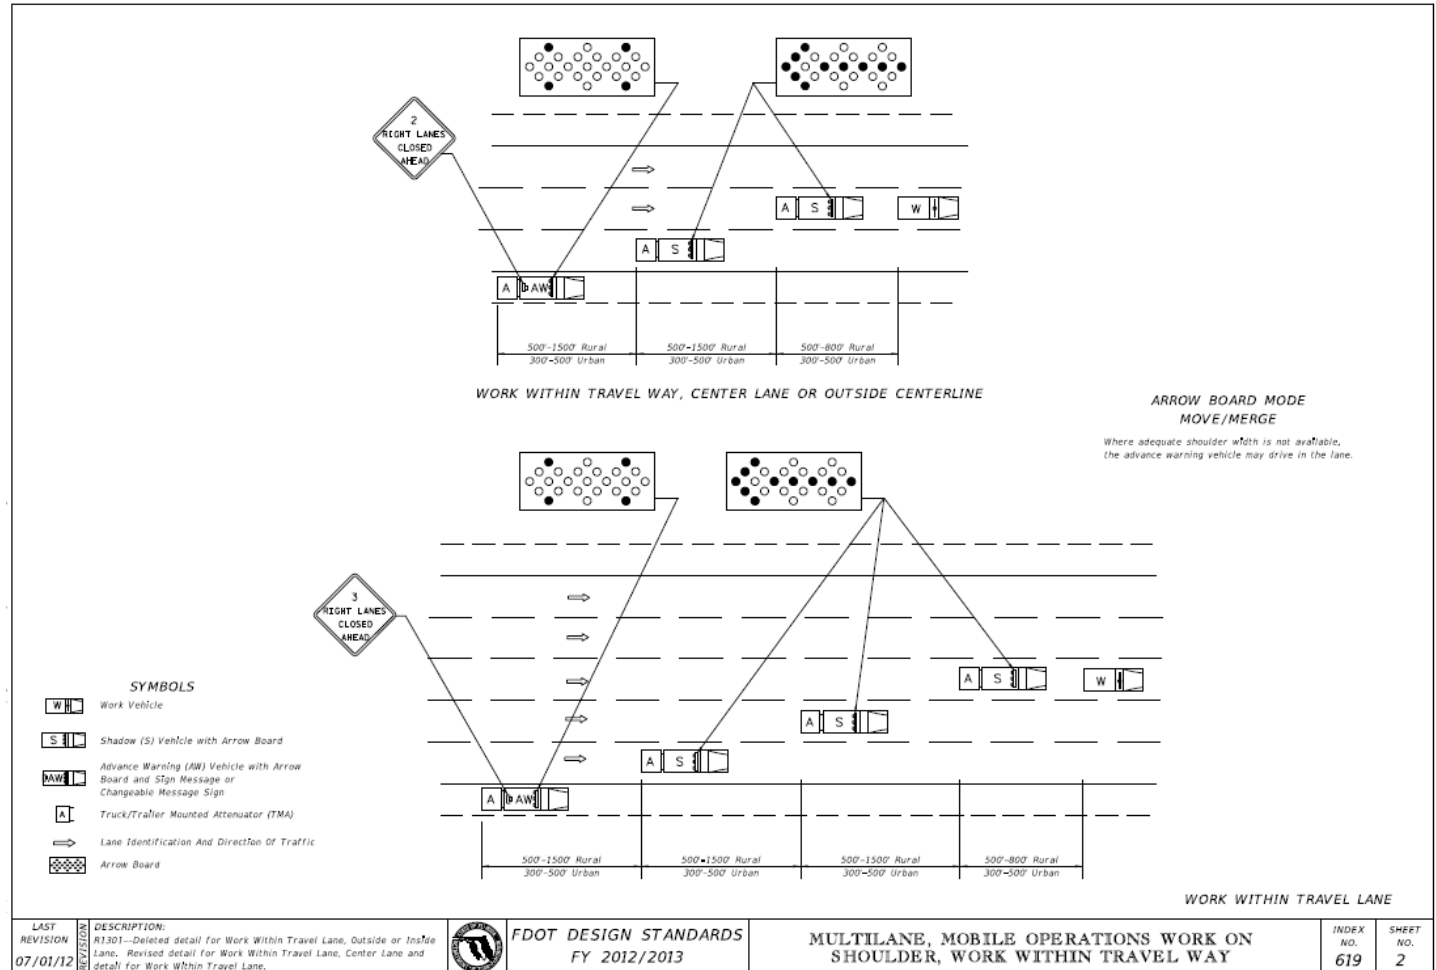 2
RIGHT LANES
CLOSED
AHEAD
A S
W
A S
A AW
500'-1500' Rural
300'-500' Urban
500'-1500' Rural
300'-500' Urban
500'-800' Rural
300'-500' Urban
WORK WITHIN TRAVEL WAY, CENTER LANE OR OUTSIDE CENTERLINE
ARROW BOARD MODE
MOVE/MERGE
Where adequate shoulder width is not available,
the advance warning vehicle may drive in the lane.
3
RIGHT LANES
CLOSED
AHEAD
A S
W
A S
A S
A AW
500'-1500' Rural
300'-500' Urban
500'-1500' Rural
300'-500' Urban
500'-1500' Rural
300'-500' Urban
500'-800' Rural
300'-500' Urban
WORK WITHIN TRAVEL LANE
SYMBOLS
W Work Vehicle
S Shadow (S) Vehicle with Arrow Board
AW Advance Warning (AW) Vehicle with Arrow
Board and Sign Message or
Changeable Message Sign
A Truck/Trailer Mounted Attenuator (TMA)
Lane Identification And Direction Of Traffic
Arrow Board
LAST
REVISION
07/01/12
REVISION
DESCRIPTION:
R1301--Deleted detail for Work Within Travel Lane, Outside or Inside
Lane. Revised detail for Work Within Travel Lane, Center Lane and
detail for Work Within Travel Lane.
FDOT DESIGN STANDARDS
FY 2012/2013
MULTILANE, MOBILE OPERATIONS WORK ON
SHOULDER, WORK WITHIN TRAVEL WAY
INDEX
NO.
619
SHEET
NO.
2